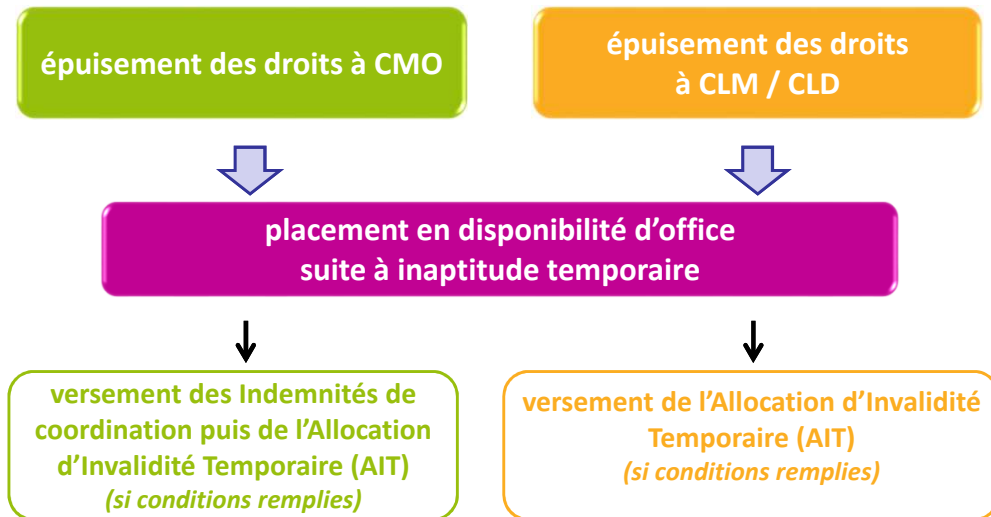 épuisement des droits à CMO
épuisement des droits
à CLM / CLD
placement en disponibilité d’office
suite à inaptitude temporaire
versement des Indemnités de
coordination puis de l’Allocation
d’Invalidité Temporaire (AIT)
(si conditions remplies)
versement de l’Allocation d’Invalidité
Temporaire (AIT)
(si conditions remplies)